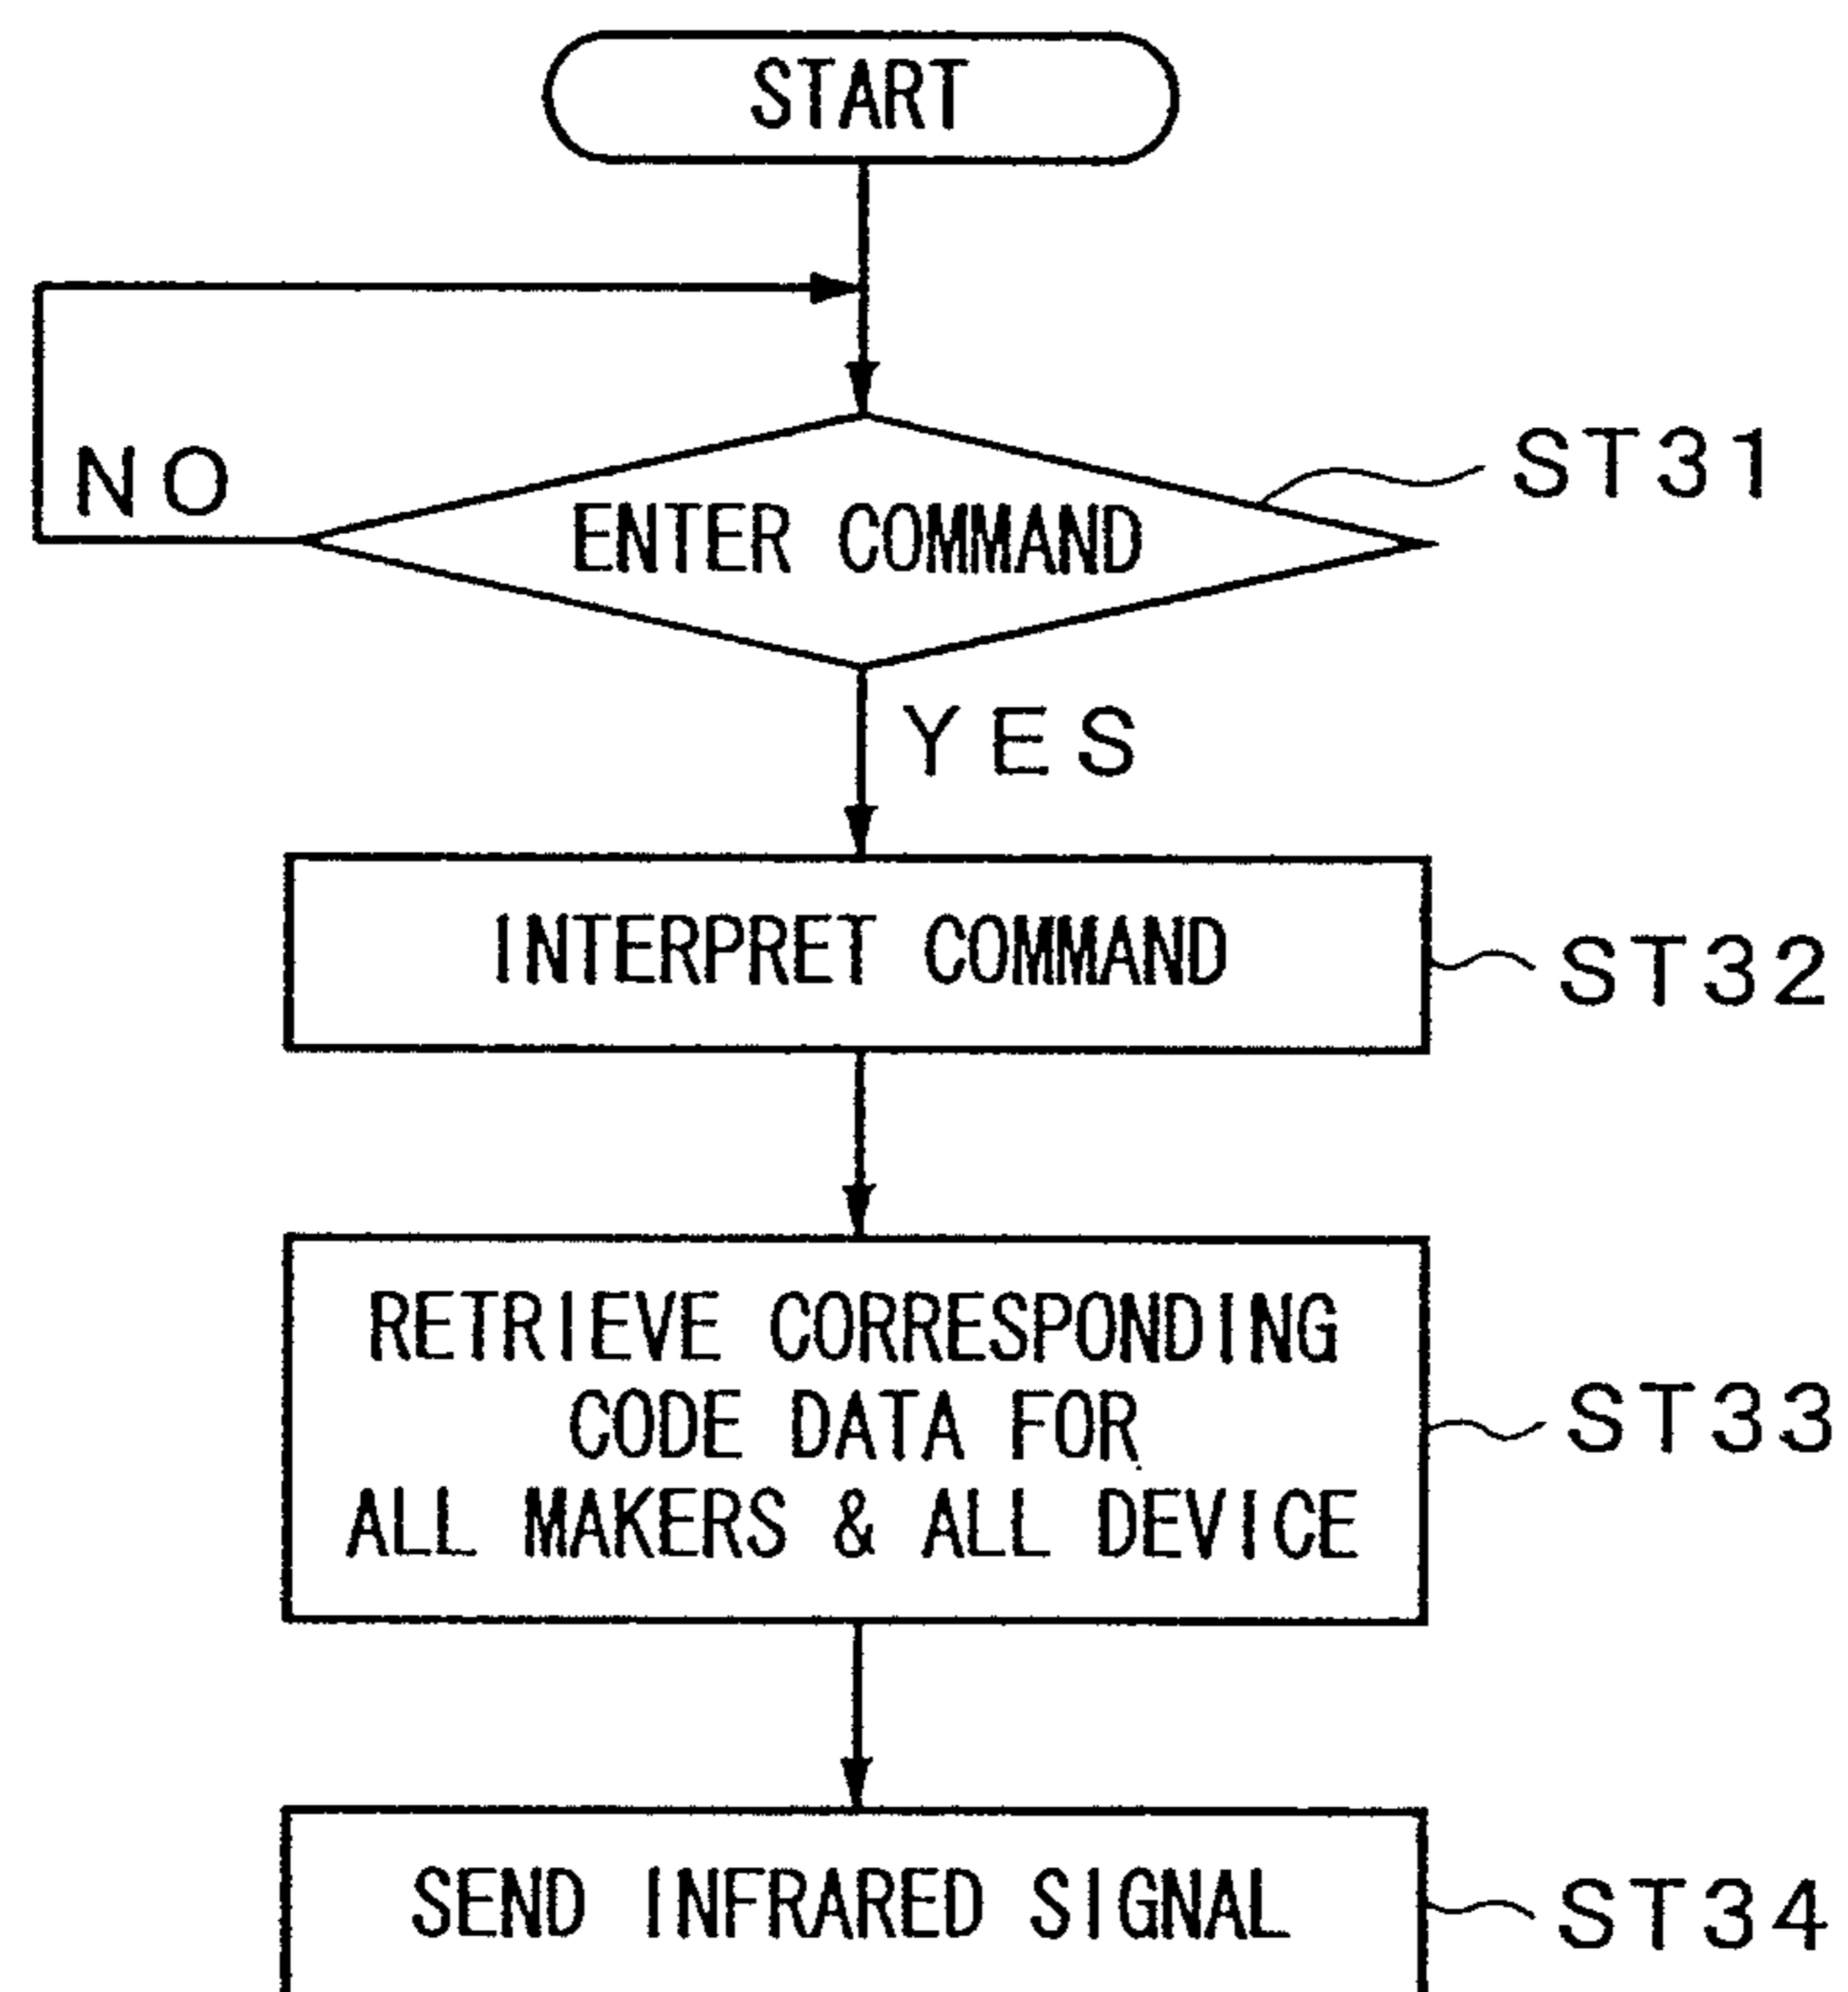 START
NO
ENTER COMMAND
ST31
YES
INTERPRET COMMAND
ST32
RETRIEVE CORRESPONDING
CODE DATA FOR
ALL MAKERS & ALL DEVICE
ST33
SEND INFRARED SIGNAL
ST34